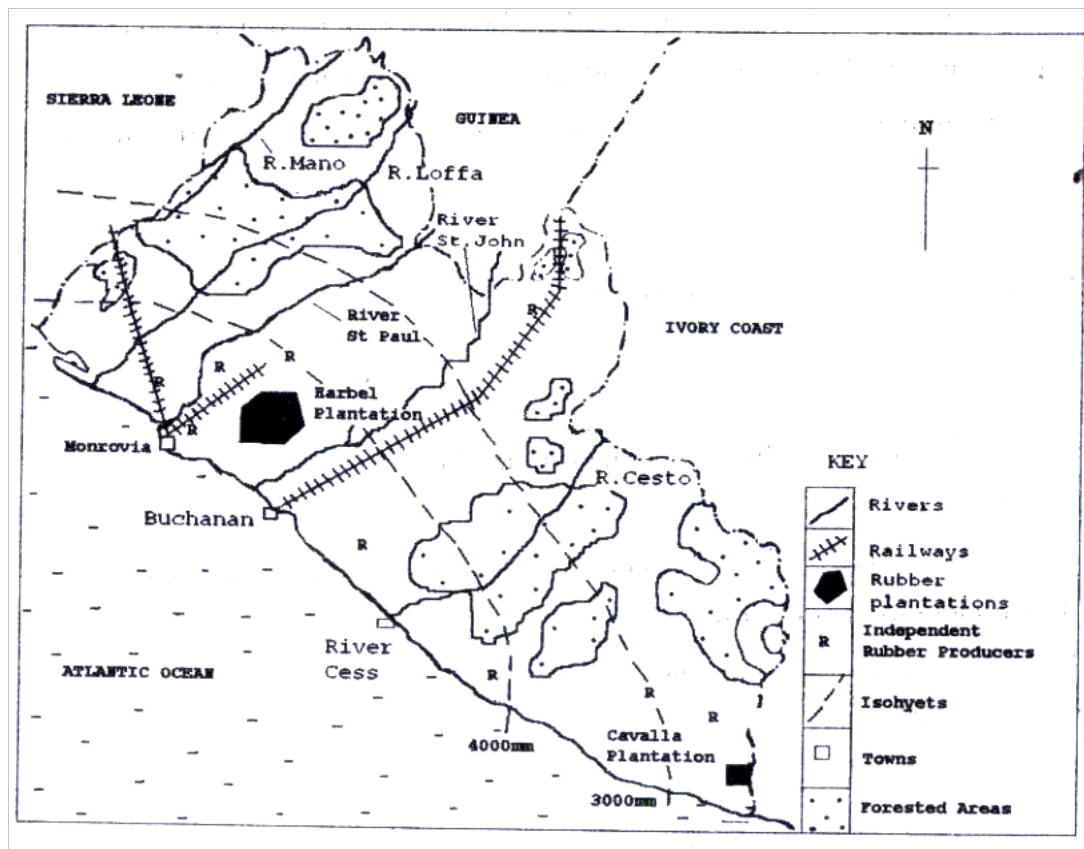 SIERRA LEONE
GUINEA
N
R.Mano
R.Loffa
River
St.John
River
St Paul
IVORY COAST
R
R
R
R
R
Harbel
Plantation
Monrovia
Buchanan
R.Cesto
R
River
Cess
ATLANTIC OCEAN
R
R
R
4000mm
Cavalla
Plantation
3000mm
KEY
Rivers
Railways
Rubber
plantations
R
Independent
Rubber Producers
Isohyets
Towns
Forested Areas